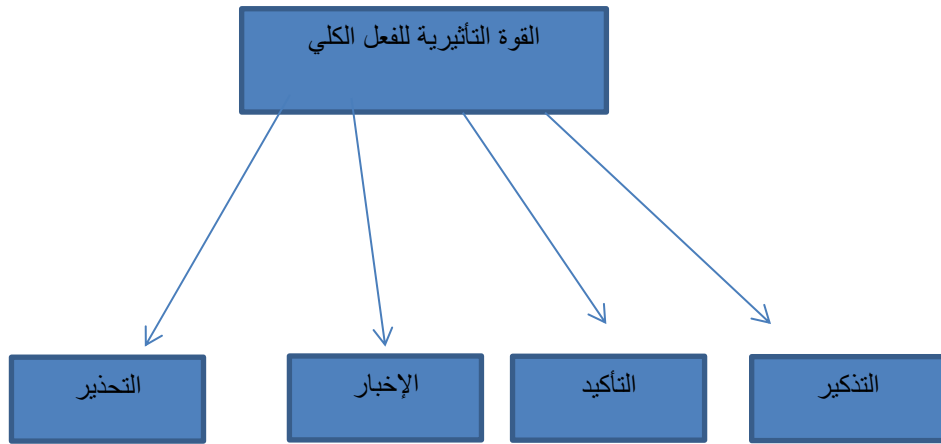 القوة التأثيرية للفعل الكلي
التذكير
التأكيد
الإخبار
التحذير